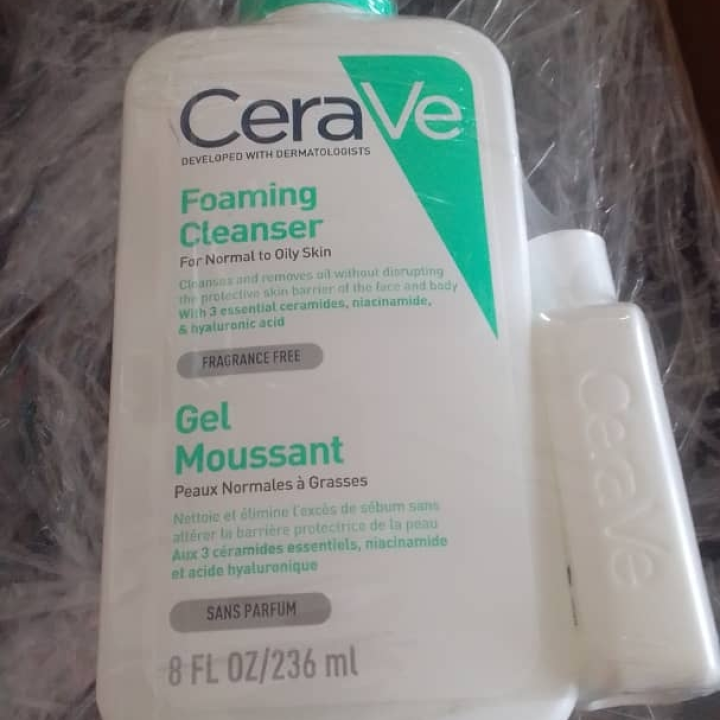 CeraVe
DEVELOPED WITH DERMATOLOGISTS
Foaming
Cleanser
For Normal to Oily Skin
Cleanses and removes oil without disrupting
the protective skin barrier of the face and body
With 3 essential ceramides, niacinamide,
& hyaluronic acid
FRAGRANCE FREE
Gel
Moussant
Peaux Normales à Grasses
Nettoie et élimine l'excès de sébum sans
altérer la barrière protectrice de la peau
Aux 3 céramides essentiels, niacinamide
et acide hyaluronique
SANS PARFUM
8 FL OZ/236 ml
CeraVe